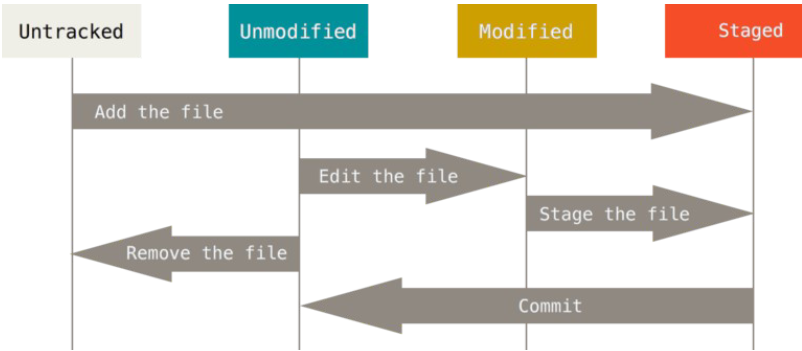 Untracked
Unmodified
Modified
Staged
Add the file
Edit the file
Stage the file
Remove the file
Commit